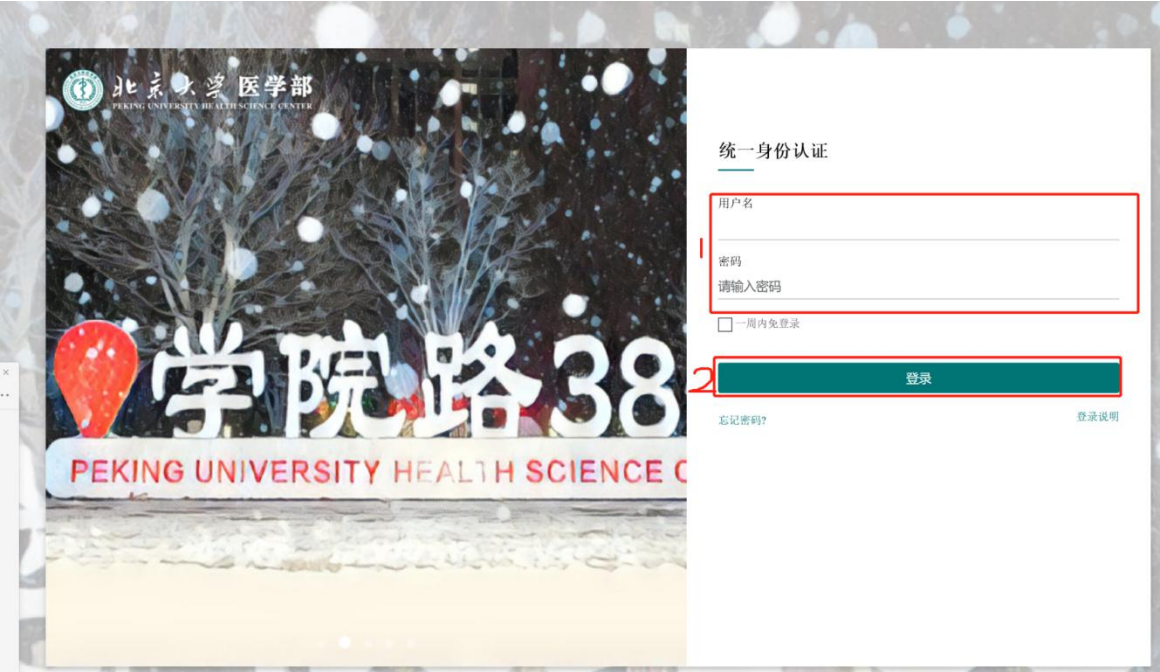 北京大学 医学部
PEKING UNIVERSITY HEALTH SCIENCE CENTER
学院路38
PEKING UNIVERSITY HEALTH SCIENCE C
统一身份认证
1
用户名
密码
请输入密码
一周内免登录
2
登录
忘记密码?
登录说明